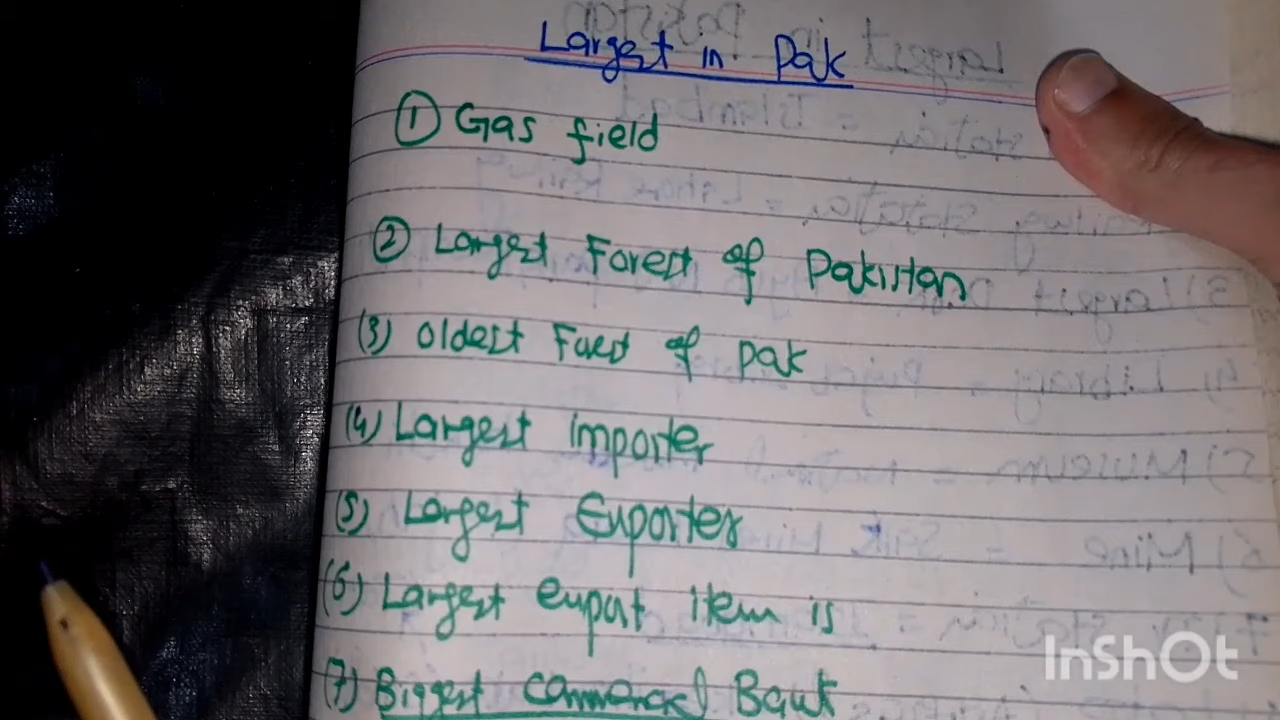 Largest in Pak
① Gas field
② Largest Forest of Pakistan
(3) Oldest Forest of Pak
(4) Largest importer
(5) Largest Exporter
(6) Largest export item is
(7) Biggest Bank
InShOt